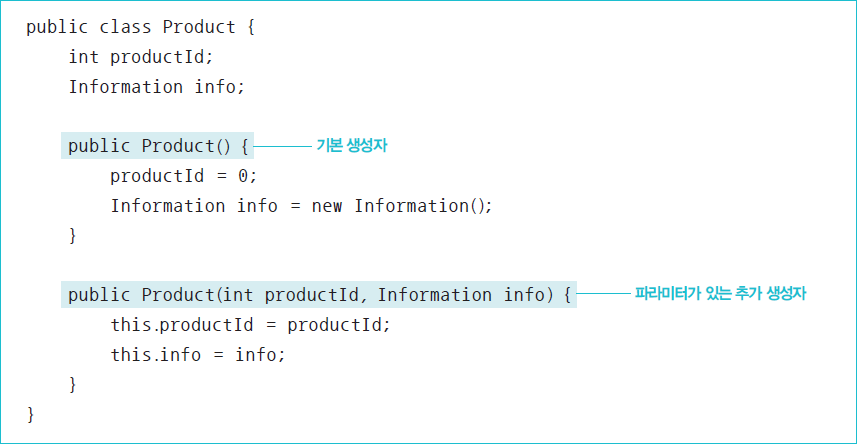 public class Product {
int productId;
Information info;
public Product() { 기본 생성자
productId = 0;
Information info = new Information();
}
public Product(int productId, Information info) { 파라미터가 있는 추가 생성자
this.productId = productId;
this.info = info;
}
}